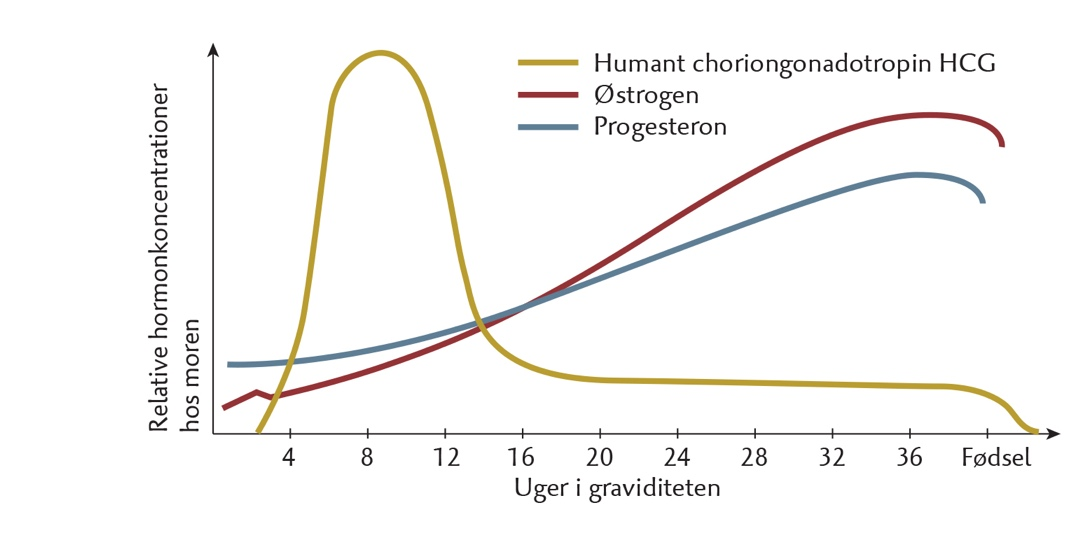 Humant choriongonadotropin HCG
Østrogen
Progesteron
Relative hormonkoncentrationer
hos moren
4 8 12 16 20 24 28 32 36 Fødsel
Uger i graviditeten